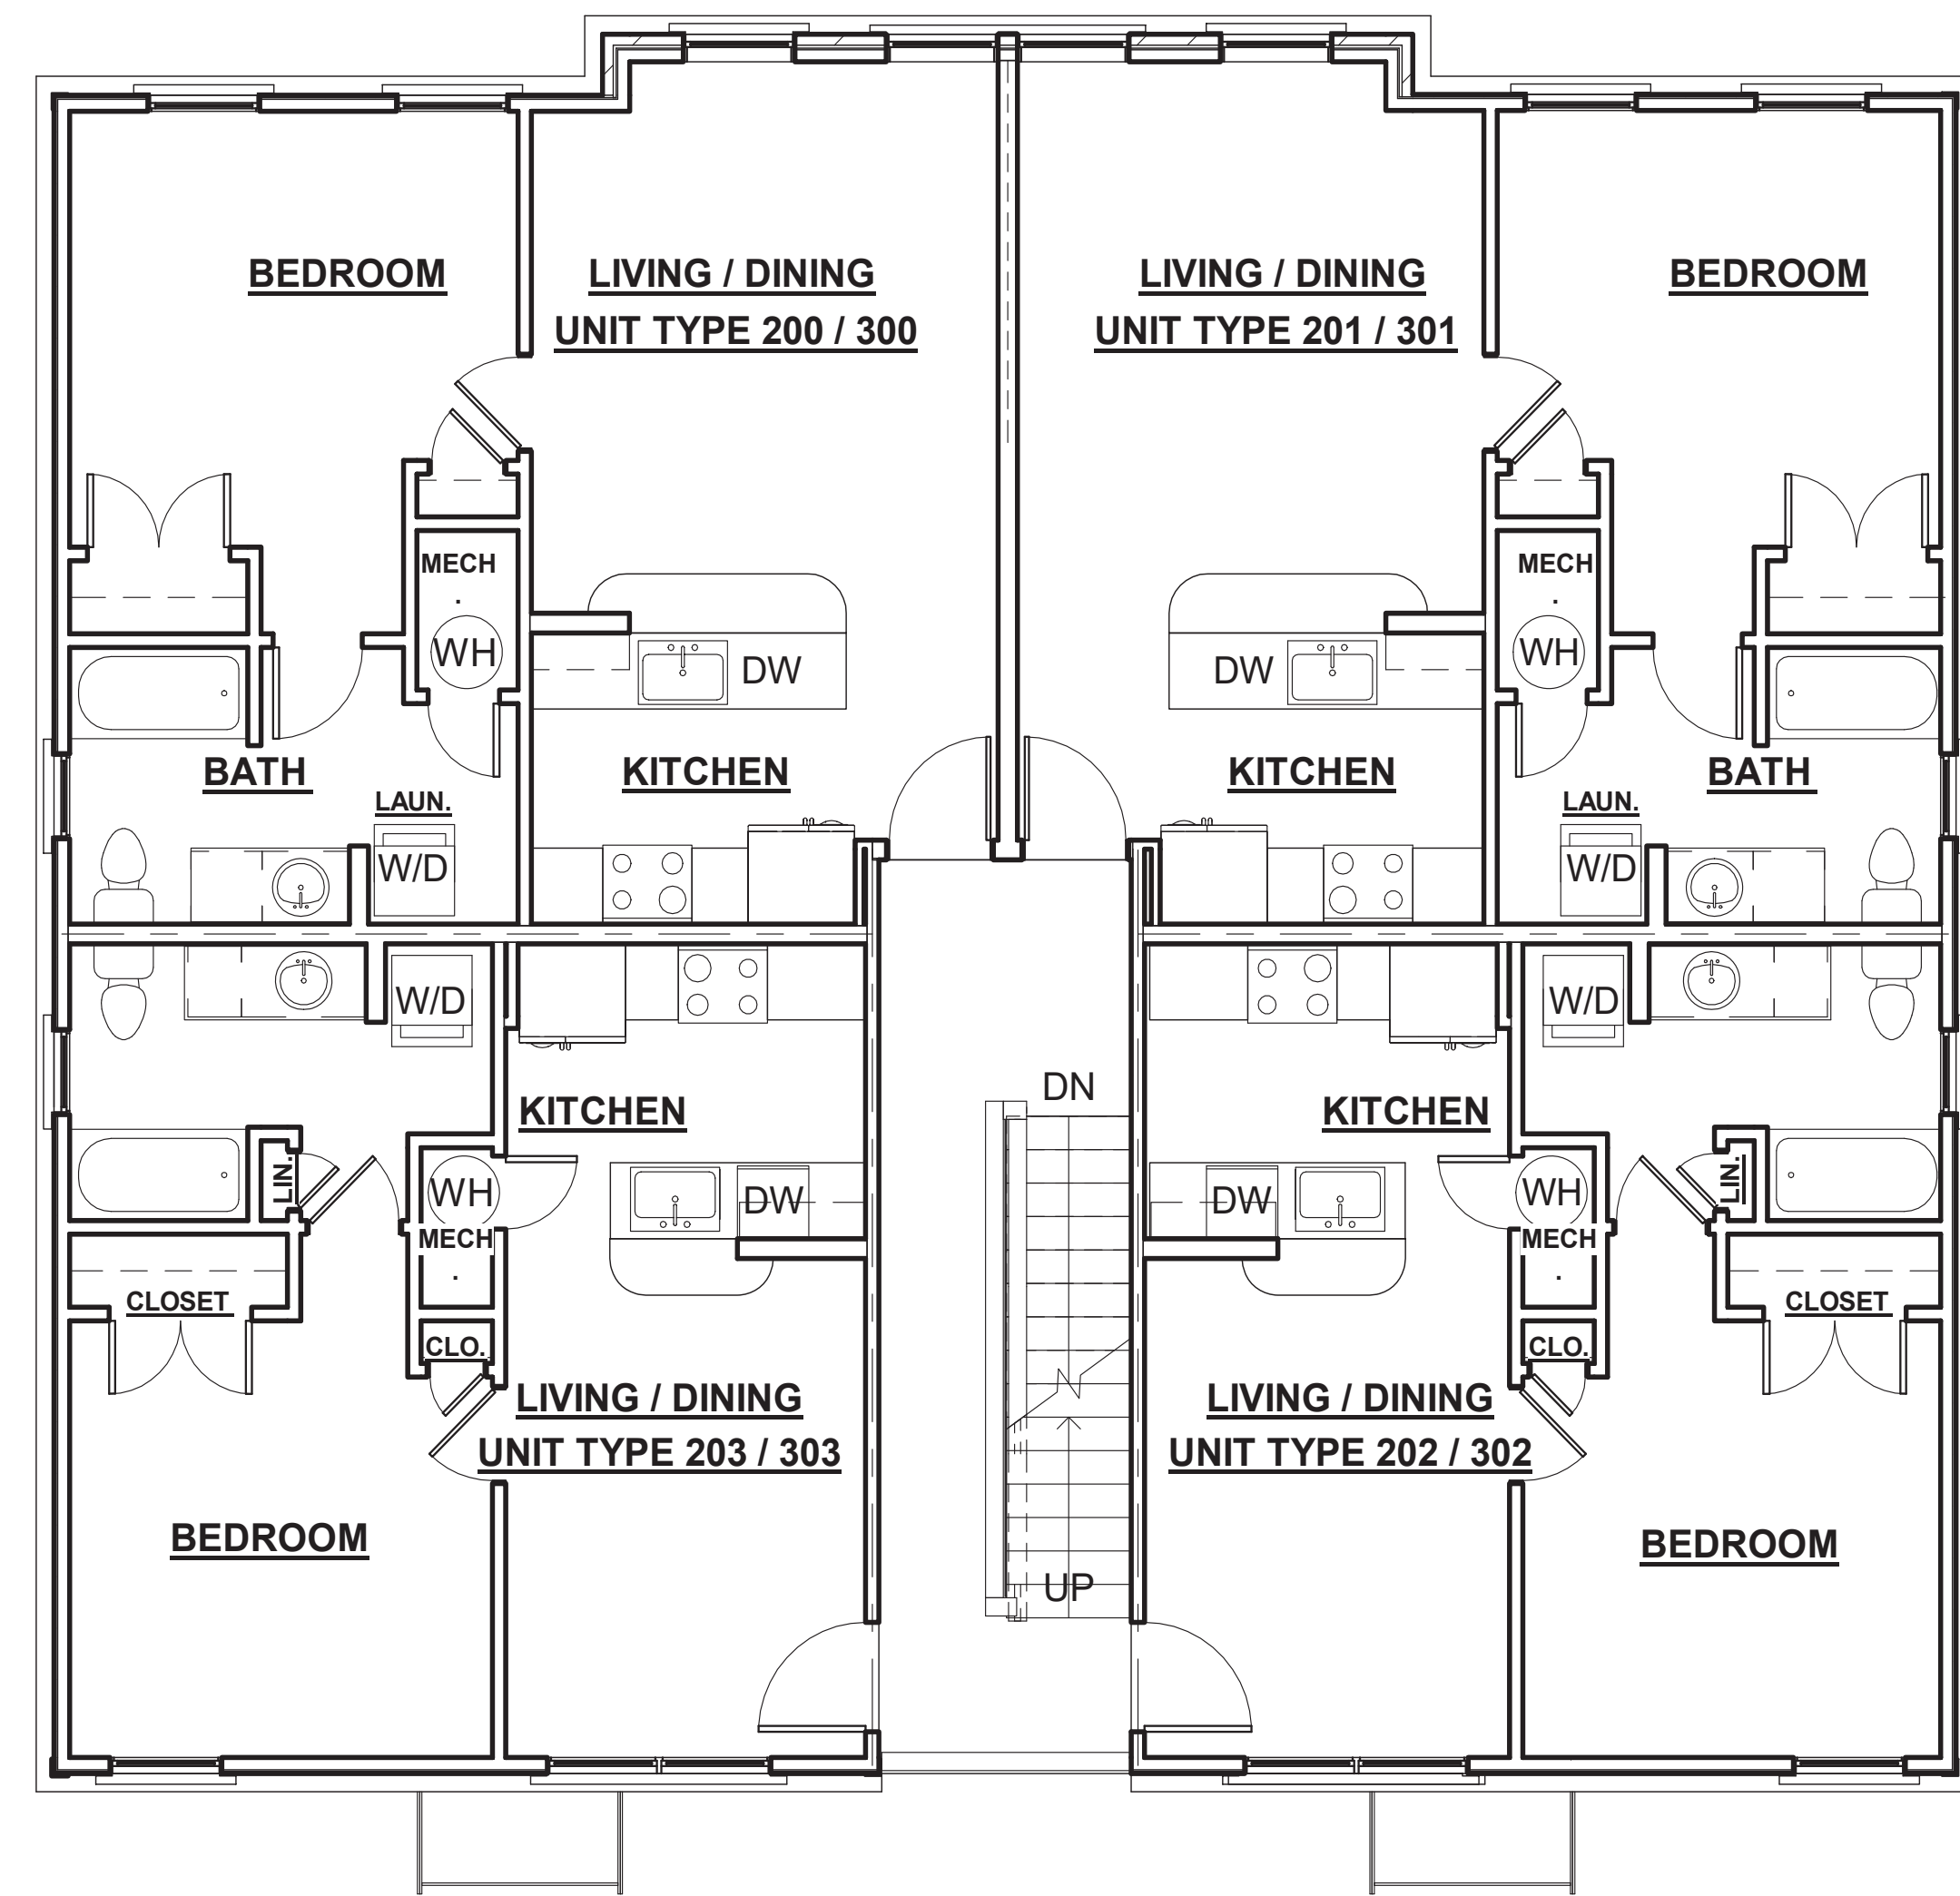 BEDROOM
LIVING / DINING
UNIT TYPE 200 / 300
LIVING / DINING
UNIT TYPE 201 / 301
BEDROOM
MECH
.
WH
DW
DW
MECH
.
WH
BATH
LAUN.
KITCHEN
KITCHEN
LAUN.
BATH
W/D
W/D
W/D
W/D
KITCHEN
DN
KITCHEN
LIN.
WH
MECH
.
DW
DW
WH
MECH
.
LIN.
CLOSET
CLO.
CLO.
CLOSET
LIVING / DINING
UNIT TYPE 203 / 303
LIVING / DINING
UNIT TYPE 202 / 302
BEDROOM
UP
BEDROOM